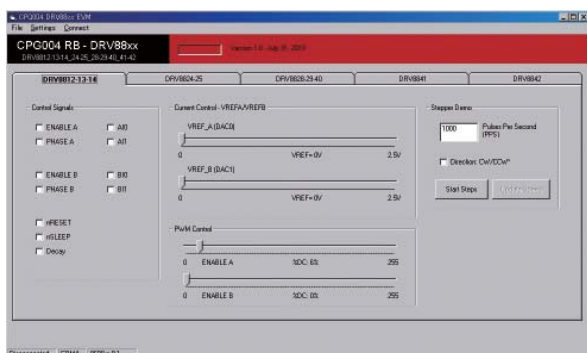 CPG004 DRV88xx EVM
File Settings Connect
CPG004 RB - DRV88xx
DRV8812-13-14_24-25_28-29-40_41-42
Version 1.0 - July 31, 2010
DRV8812-13-14
DRV8824-25
DRV8828-29-40
DRV8841
DRV8842
Control Signals
ENABLE A
AI0
PHASE A
AI1
ENABLE B
BI0
PHASE B
BI1
nRESET
nSLEEP
Decay
Current Control - VREFA/VREFB
VREF_A (DAC0)
0 VREF= 0V 2.5V
VREF_B (DAC1)
0 VREF= 0V 2.5V
PWM Control
0 ENABLE A %DC: 6% 255
0 ENABLE B %DC: 0% 255
Stepper Demo
1000
Pulses Per Second
(PPS)
Direction: CW/CCW*
Start Steps